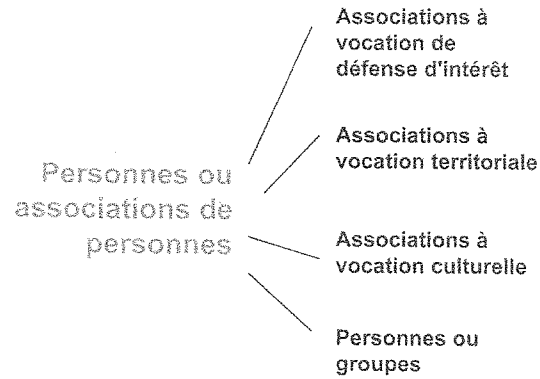 Personnes ou
associations de
personnes
Associations à
vocation de
défense d'intérêt
Associations à
vocation territoriale
Associations à
vocation culturelle
Personnes ou
groupes